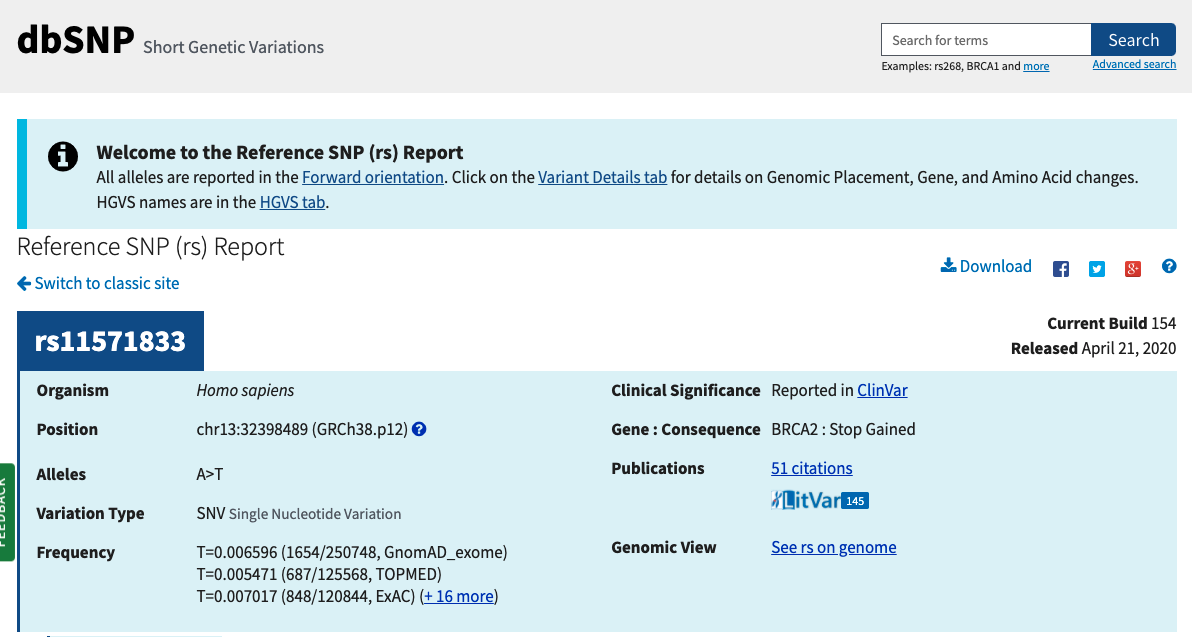 dbSNP Short Genetic Variations
Search for terms
Search
Examples: rs268, BRCA1 and more
Advanced search
Welcome to the Reference SNP (rs) Report
All alleles are reported in the Forward orientation. Click on the Variant Details tab for details on Genomic Placement, Gene, and Amino Acid changes.
HGVS names are in the HGVS tab.
Reference SNP (rs) Report
Switch to classic site
Download
rs11571833
Current Build 154
Released April 21, 2020
Organism Homo sapiens
Position chr13:32398489 (GRCh38.p12)
Alleles A>T
Variation Type SNV Single Nucleotide Variation
Frequency T=0.006596 (1654/250748, GnomAD_exome)
T=0.005471 (687/125568, TOPMED)
T=0.007017 (848/120844, ExAC) (+ 16 more)
Clinical Significance Reported in ClinVar
Gene : Consequence BRCA2 : Stop Gained
Publications 51 citations
LitVar 145
Genomic View See rs on genome
FEEDBACK